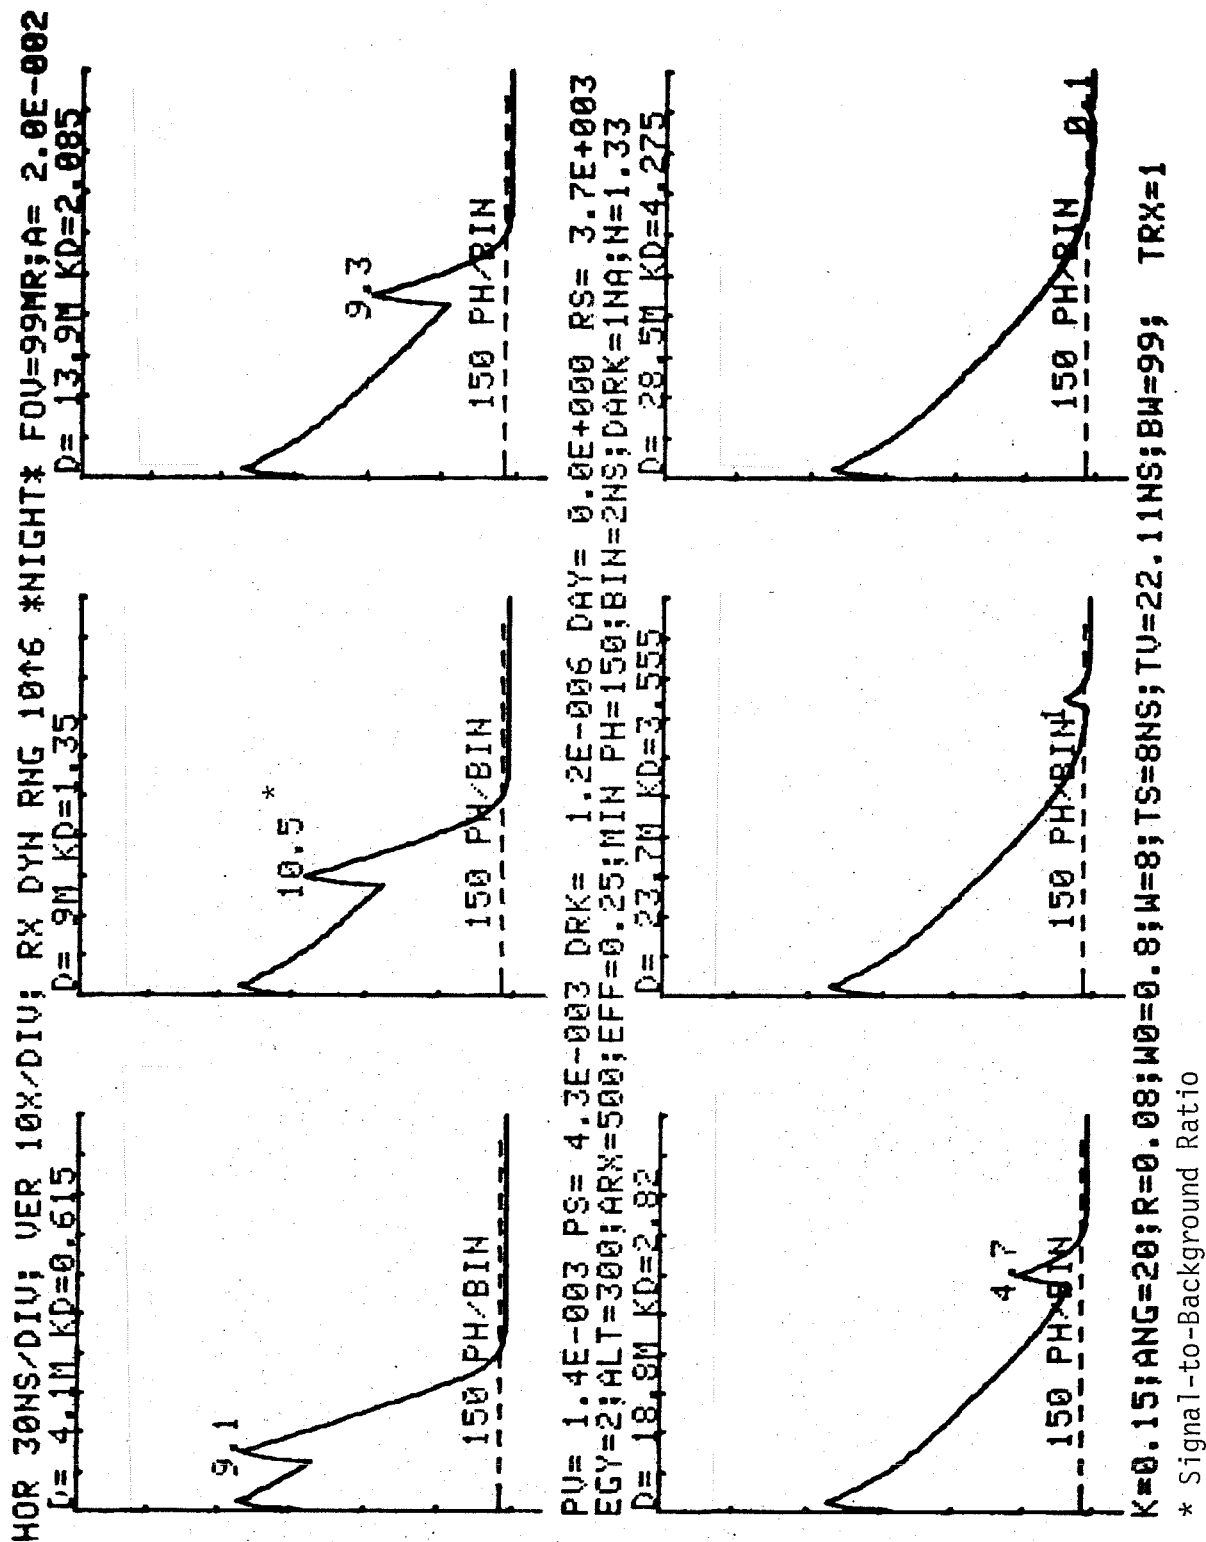 HOR 30NS/DIV; VER 10X/DIV; RX DYN RNG 10↑6 *NIGHT* FOV=99MR;A= 2.0E-002
D= 4.1M KD=0.615
9.1
150 PH/BIN
D= 9M KD=1.35
10.5 *
150 PH/BIN
D= 13.9M KD=2.085
9.3
150 PH/BIN
PV= 1.4E-003 PS= 4.3E-003 DRK= 1.2E-006 DAY= 0.0E+000 RS= 3.7E+003
EGY=2;ALT=300;ARX=500;EFF=0.25;MIN PH=150;BIN=2NS;DARK=1NA;N=1.33
D= 18.8M KD=2.82
4.7
150 PH/BIN
D= 23.7M KD=3.555
1
150 PH/BIN
D= 28.5M KD=4.275
0.1
150 PH/BIN
K=0.15;ANG=20;R=0.08;W0=0.8;W=8;TS=8NS;TV=22.11NS;BW=99; TRX=1
* Signal-to-Background Ratio